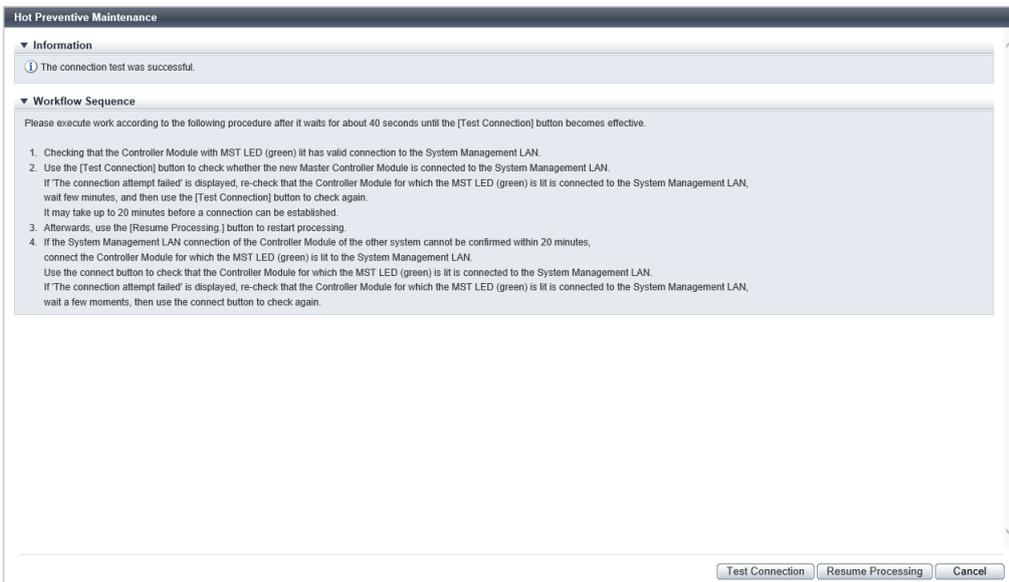 Hot Preventive Maintenance
Information
The connection test was successful.
Workflow Sequence
Please execute work according to the following procedure after it waits for about 40 seconds until the [Test Connection] button becomes effective.
1. Checking that the Controller Module with MST LED (green) lit has valid connection to the System Management LAN.
2. Use the [Test Connection] button to check whether the new Master Controller Module is connected to the System Management LAN.
If 'The connection attempt failed' is displayed, re-check that the Controller Module for which the MST LED (green) is lit is connected to the System Management LAN,
wait few minutes, and then use the [Test Connection] button to check again.
It may take up to 20 minutes before a connection can be established.
3. Afterwards, use the [Resume Processing.] button to restart processing.
4. If the System Management LAN connection of the Controller Module of the other system cannot be confirmed within 20 minutes,
connect the Controller Module for which the MST LED (green) is lit to the System Management LAN.
Use the connect button to check that the Controller Module for which the MST LED (green) is lit is connected to the System Management LAN.
If 'The connection attempt failed' is displayed, re-check that the Controller Module for which the MST LED (green) is lit is connected to the System Management LAN,
wait a few moments, then use the connect button to check again.
Test Connection Resume Processing Cancel